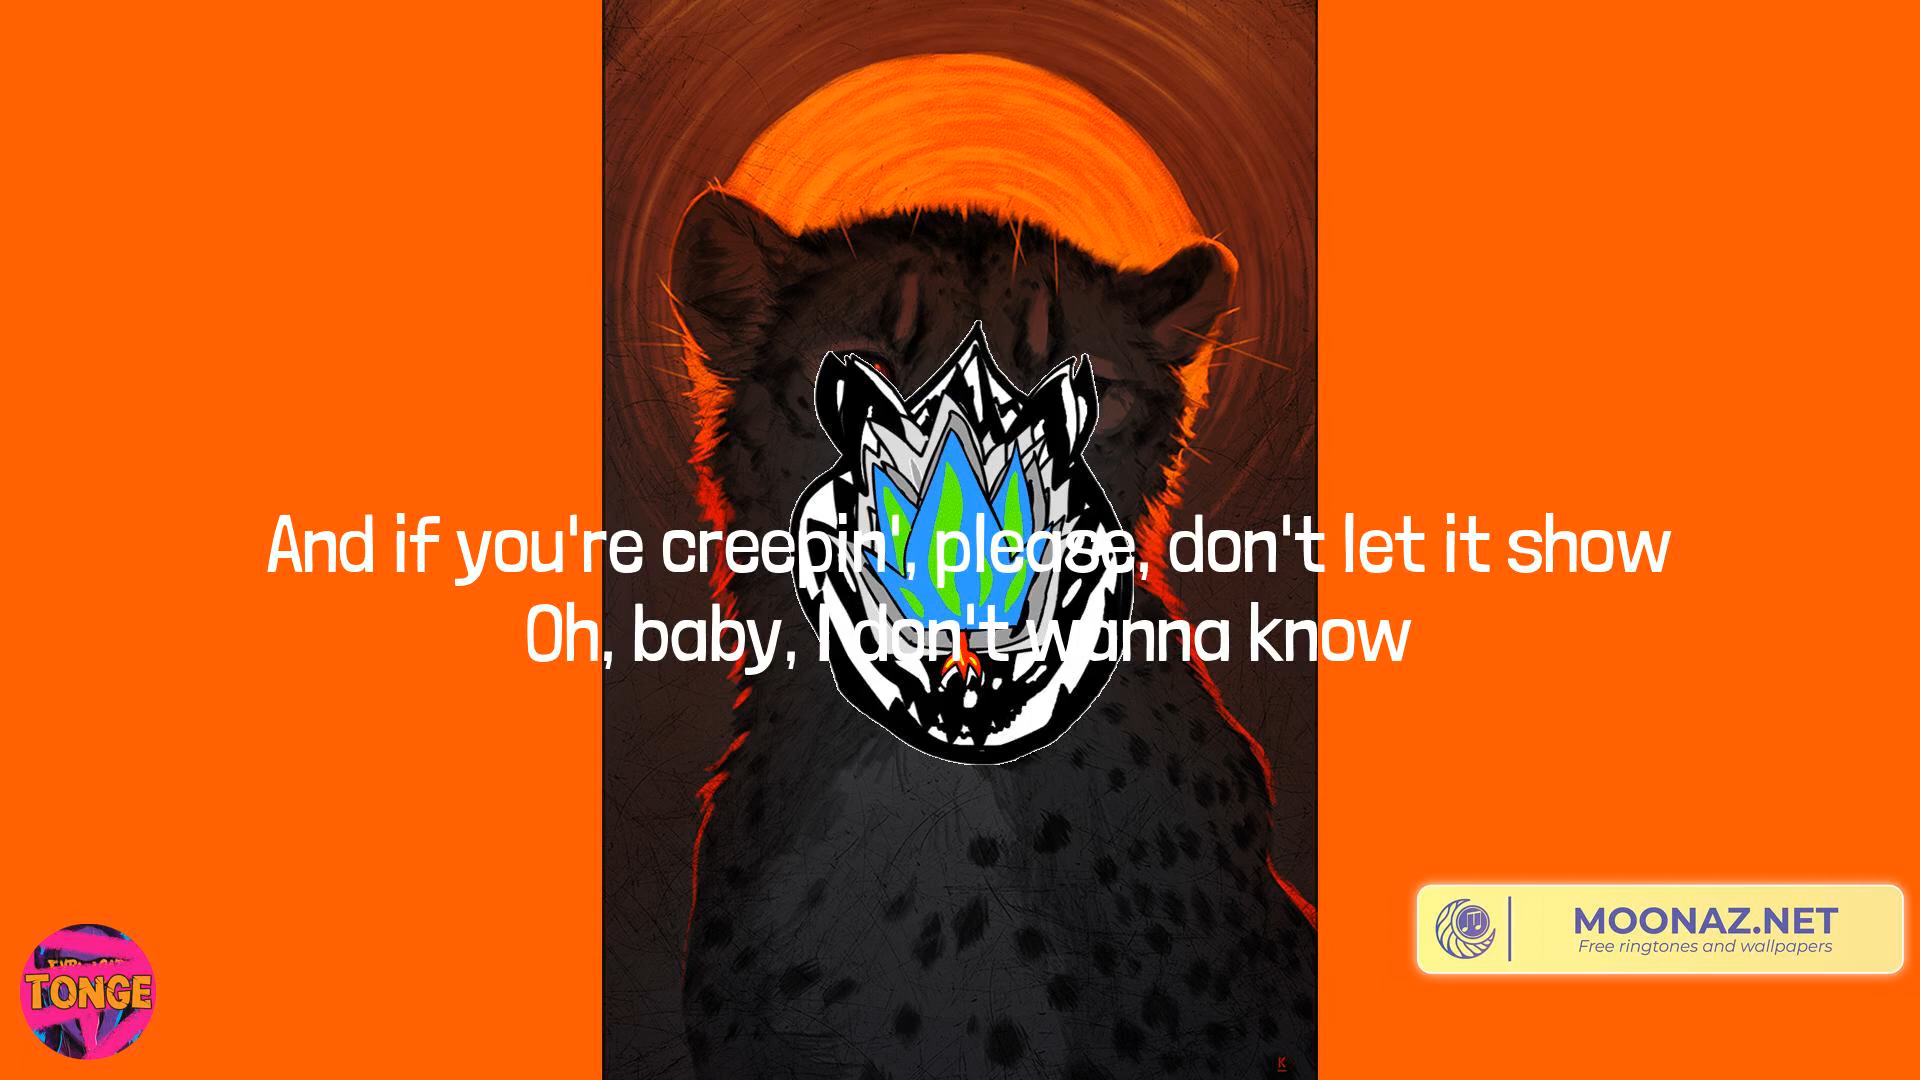 And if you're creepin', please, don't let it show
Oh, baby, I don't wanna know
MOONAZ.NET
Free ringtones and wallpapers
TONGE
K